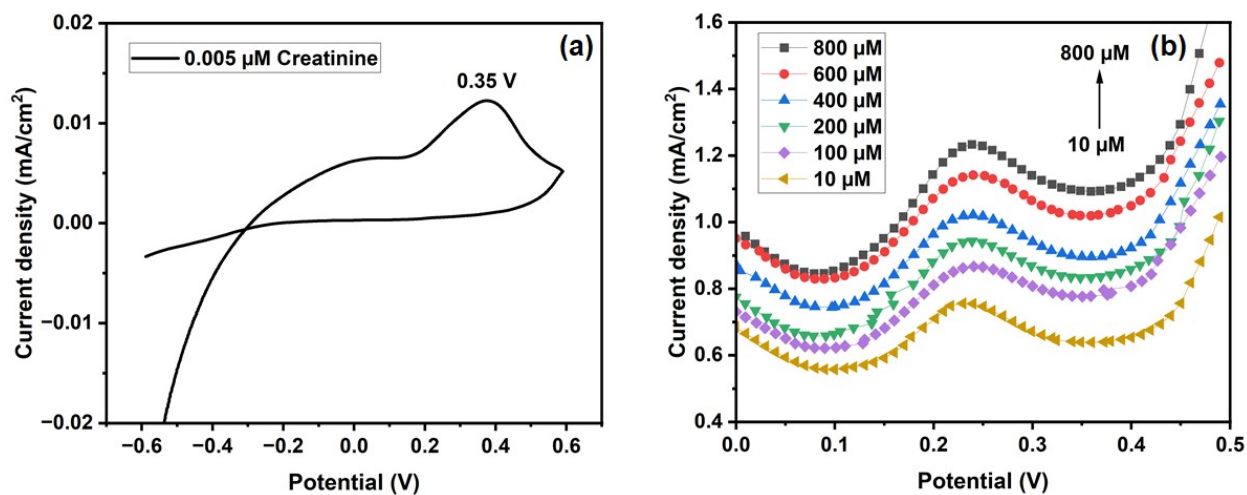 (a)
0.005 µM Creatinine
0.35 V
Current density (mA/cm²)
0.02
0.01
0.00
−0.01
−0.02
−0.6
−0.4
−0.2
0.0
0.2
0.4
0.6
Potential (V)
(b)
800 µM
600 µM
400 µM
200 µM
100 µM
10 µM
800 µM
10 µM
Current density (mA/cm²)
1.6
1.4
1.2
1.0
0.8
0.6
0.4
0.0
0.1
0.2
0.3
0.4
0.5
Potential (V)